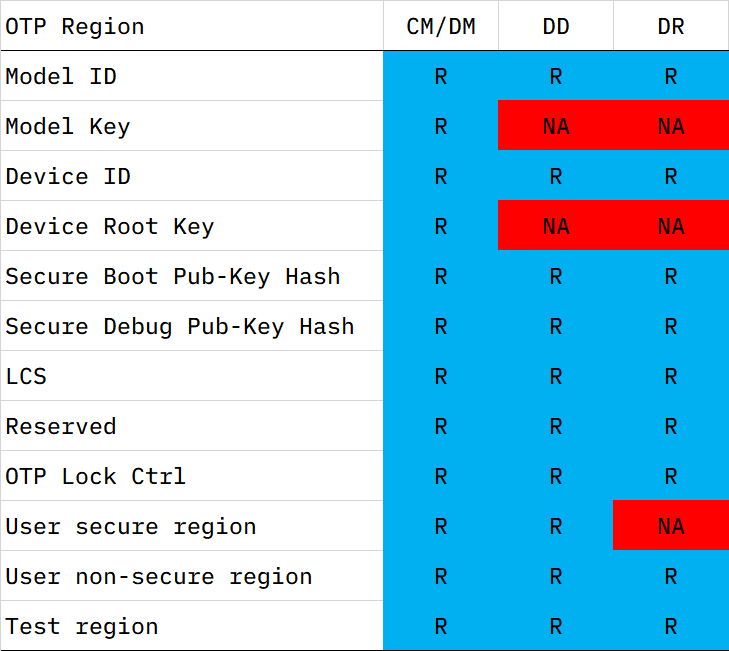 OTP Region CM/DM DD DR
Model ID R R R
Model Key R NA NA
Device ID R R R
Device Root Key R NA NA
Secure Boot Pub-Key Hash R R R
Secure Debug Pub-Key Hash R R R
LCS R R R
Reserved R R R
OTP Lock Ctrl R R R
User secure region R R NA
User non-secure region R R R
Test region R R R